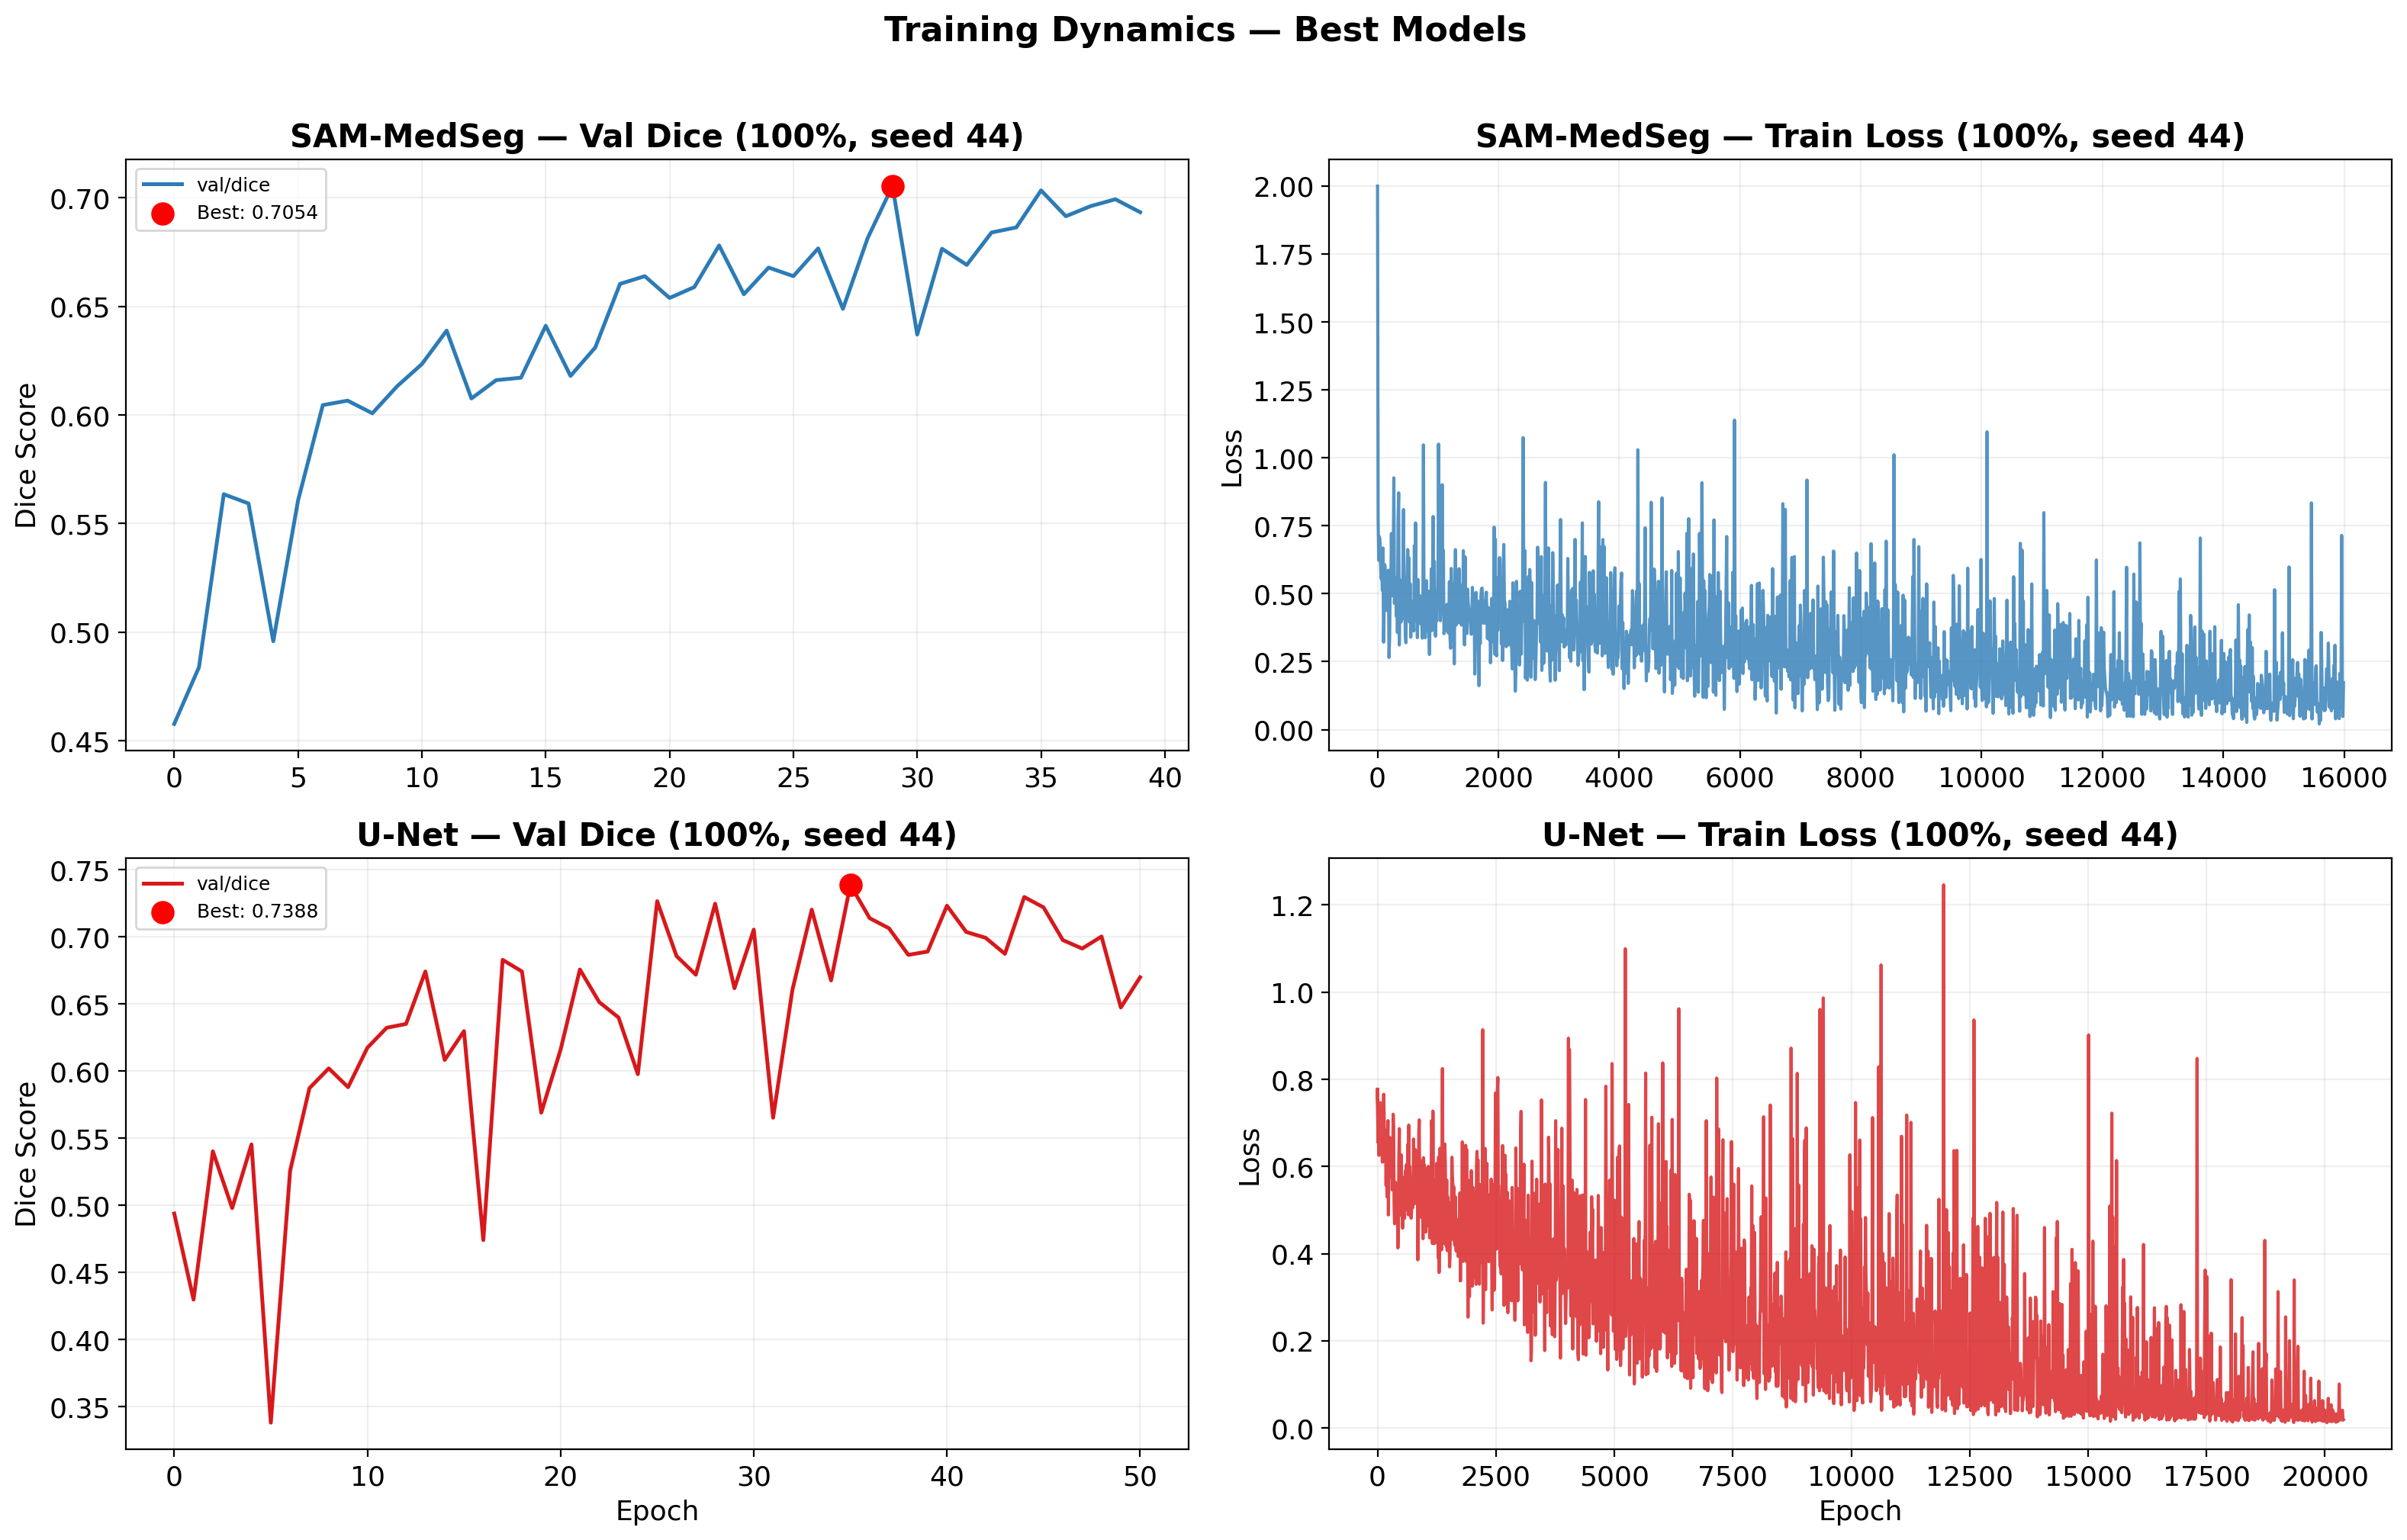 Training Dynamics — Best Models
SAM-MedSeg — Val Dice (100%, seed 44)
val/dice
Best: 0.7054
Dice Score
0.70
0.65
0.60
0.55
0.50
0.45
0 5 10 15 20 25 30 35 40
SAM-MedSeg — Train Loss (100%, seed 44)
Loss
2.00
1.75
1.50
1.25
1.00
0.75
0.50
0.25
0.00
0 2000 4000 6000 8000 10000 12000 14000 16000
U-Net — Val Dice (100%, seed 44)
val/dice
Best: 0.7388
Dice Score
0.75
0.70
0.65
0.60
0.55
0.50
0.45
0.40
0.35
0 10 20 30 40 50
Epoch
U-Net — Train Loss (100%, seed 44)
Loss
1.2
1.0
0.8
0.6
0.4
0.2
0.0
0 2500 5000 7500 10000 12500 15000 17500 20000
Epoch